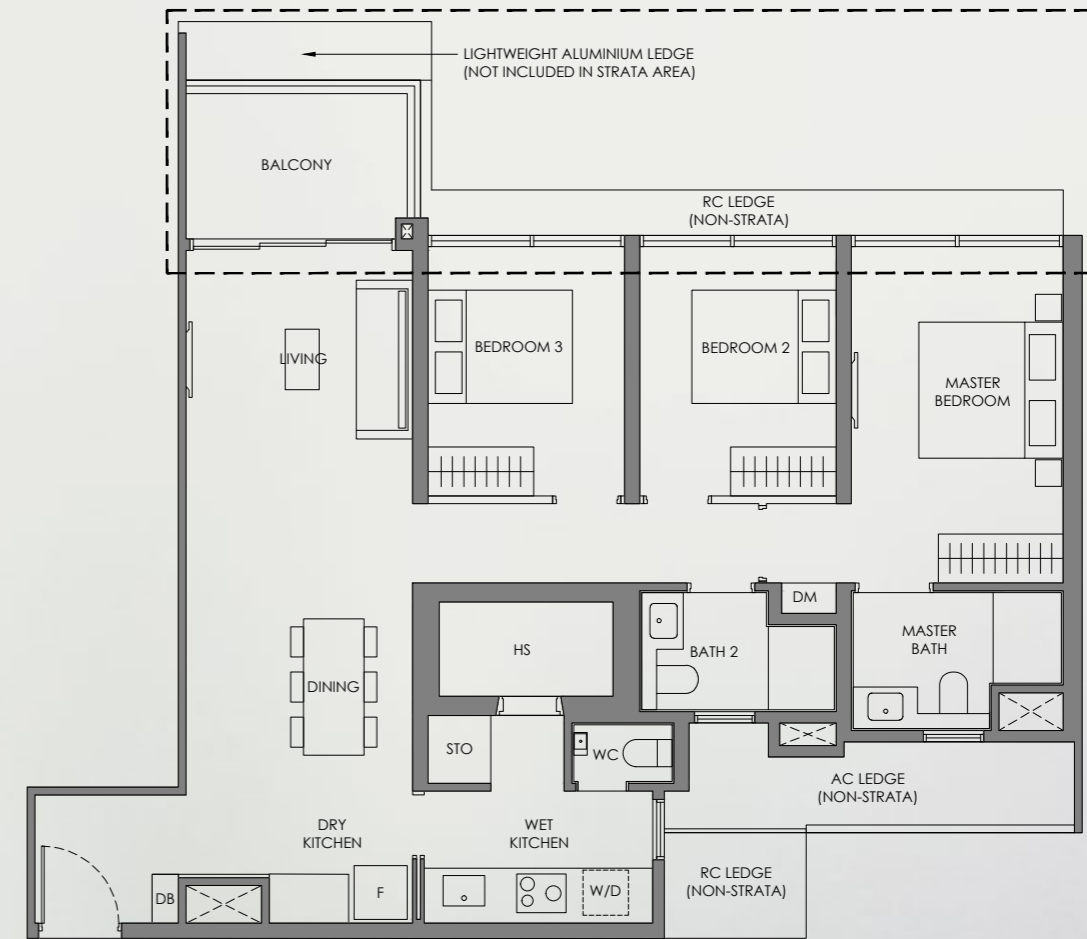 LIGHTWEIGHT ALUMINIUM LEDGE
(NOT INCLUDED IN STRATA AREA)
BALCONY
RC LEDGE
(NON-STRATA)
LIVING
BEDROOM 3
BEDROOM 2
MASTER
BEDROOM
DM
HS
BATH 2
MASTER
BATH
DINING
STO
WC
AC LEDGE
(NON-STRATA)
DRY
KITCHEN
WET
KITCHEN
RC LEDGE
(NON-STRATA)
DB
F
W/D